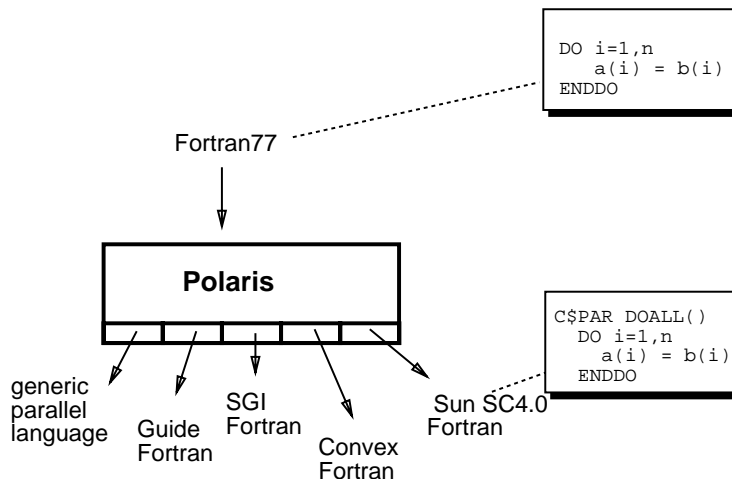 DO i=1,n
a(i) = b(i)
ENDDO
Fortran77
Polaris
C$PAR DOALL()
DO i=1,n
a(i) = b(i)
ENDDO
generic
parallel
language
Guide
Fortran
SGI
Fortran
Convex
Fortran
Sun SC4.0
Fortran